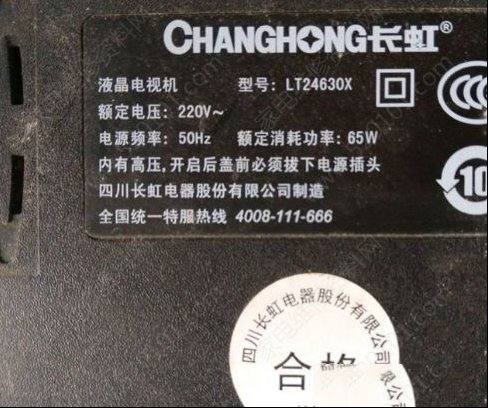 CHANGHONG长虹®
液晶电视机 型号: LT24630X
额定电压: 220V~
电源频率: 50Hz 额定消耗功率: 65W
内有高压,开启后盖前必须拔下电源插头
四川长虹电器股份有限公司制造
全国统一特服热线 4008-111-666
10
四川长虹电器股份有限公司
合格
限公司